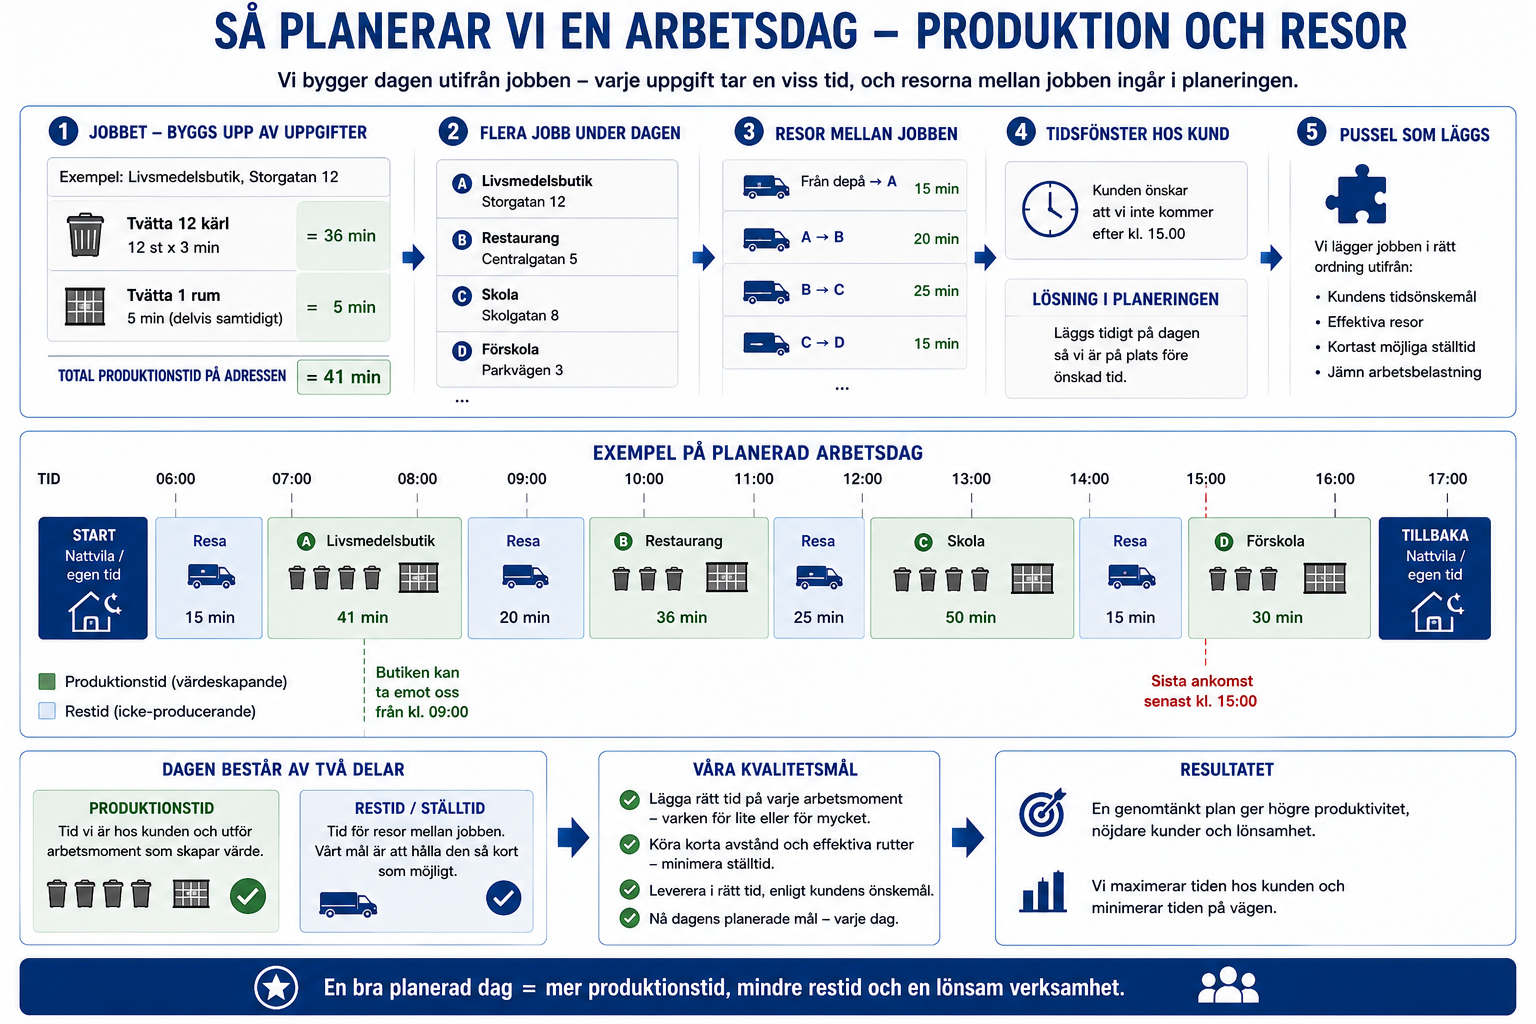 SÅ PLANERAR VI EN ARBETSDAG – PRODUKTION OCH RESOR
Vi bygger dagen utifrån jobben – varje uppgift tar en viss tid, och resorna mellan jobben ingår i planeringen.
1 JOBBET – BYGGS UPP AV UPPGIFTER
Exempel: Livsmedelsbutik, Storgatan 12
Tvätta 12 kärl
12 st x 3 min
= 36 min
Tvätta 1 rum
5 min (delvis samtidigt)
= 5 min
TOTAL PRODUKTIONSTID PÅ ADRESSEN
= 41 min
2 FLERA JOBB UNDER DAGEN
A Livsmedelsbutik
Storgatan 12
B Restaurang
Centralgatan 5
C Skola
Skolgatan 8
D Förskola
Parkvägen 3
...
3 RESOR MELLAN JOBBEN
Från depå → A 15 min
A → B 20 min
B → C 25 min
C → D 15 min
...
4 TIDSFÖNSTER HOS KUND
Kunden önskar
att vi inte kommer
efter kl. 15.00
LÖSNING I PLANERINGEN
Läggs tidigt på dagen
så vi är på plats före
önskad tid.
5 PUSSEL SOM LÄGGS
Vi lägger jobben i rätt
ordning utifrån:
• Kundens tidsönskemål
• Effektiva resor
• Kortast möjliga ställtid
• Jämn arbetsbelastning
EXEMPEL PÅ PLANERAD ARBETSDAG
TID 06:00 07:00 08:00 09:00 10:00 11:00 12:00 13:00 14:00 15:00 16:00 17:00
START
Nattvila /
egen tid
Resa
15 min
A Livsmedelsbutik
41 min
Resa
20 min
B Restaurang
36 min
Resa
25 min
C Skola
50 min
Resa
15 min
D Förskola
30 min
TILLBAKA
Nattvila /
egen tid
Produktionstid (värdeskapande)
Restid (icke-producerande)
Butiken kan
ta emot oss
från kl. 09:00
Sista ankomst
senast kl. 15:00
DAGEN BESTÅR AV TVÅ DELAR
PRODUKTIONSTID
Tid vi är hos kunden och utför
arbetsmoment som skapar värde.
RESTID / STÄLLTID
Tid för resor mellan jobben.
Vårt mål är att hålla den så kort
som möjligt.
VÅRA KVALITETSMÅL
Lägga rätt tid på varje arbetsmoment
– varken för lite eller för mycket.
Köra korta avstånd och effektiva rutter
– minimera ställtid.
Leverera i rätt tid, enligt kundens önskemål.
Nå dagens planerade mål – varje dag.
RESULTATET
En genomtänkt plan ger högre produktivitet,
nöjdare kunder och lönsamhet.
Vi maximerar tiden hos kunden och
minimerar tiden på vägen.
En bra planerad dag = mer produktionstid, mindre restid och en lönsam verksamhet.